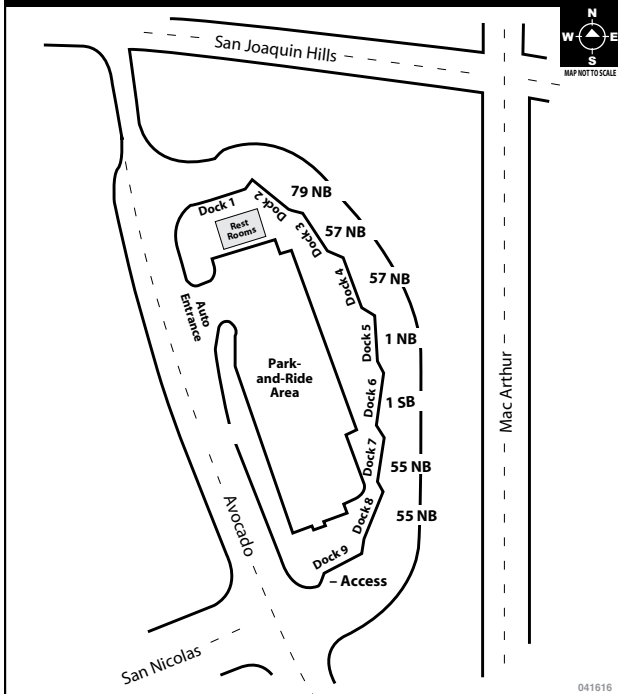 N
W E
S
MAP NOT TO SCALE
San Joaquin Hills
79 NB
Dock 1
Dock 2
Rest
Rooms
Dock 3
57 NB
Dock 4
57 NB
Auto
Entrance
Dock 5
1 NB
Park-
and-Ride
Area
Mac Arthur
Dock 6
1 SB
Dock 7
55 NB
Dock 8
55 NB
Avocado
Dock 9
– Access
San Nicolas
041616